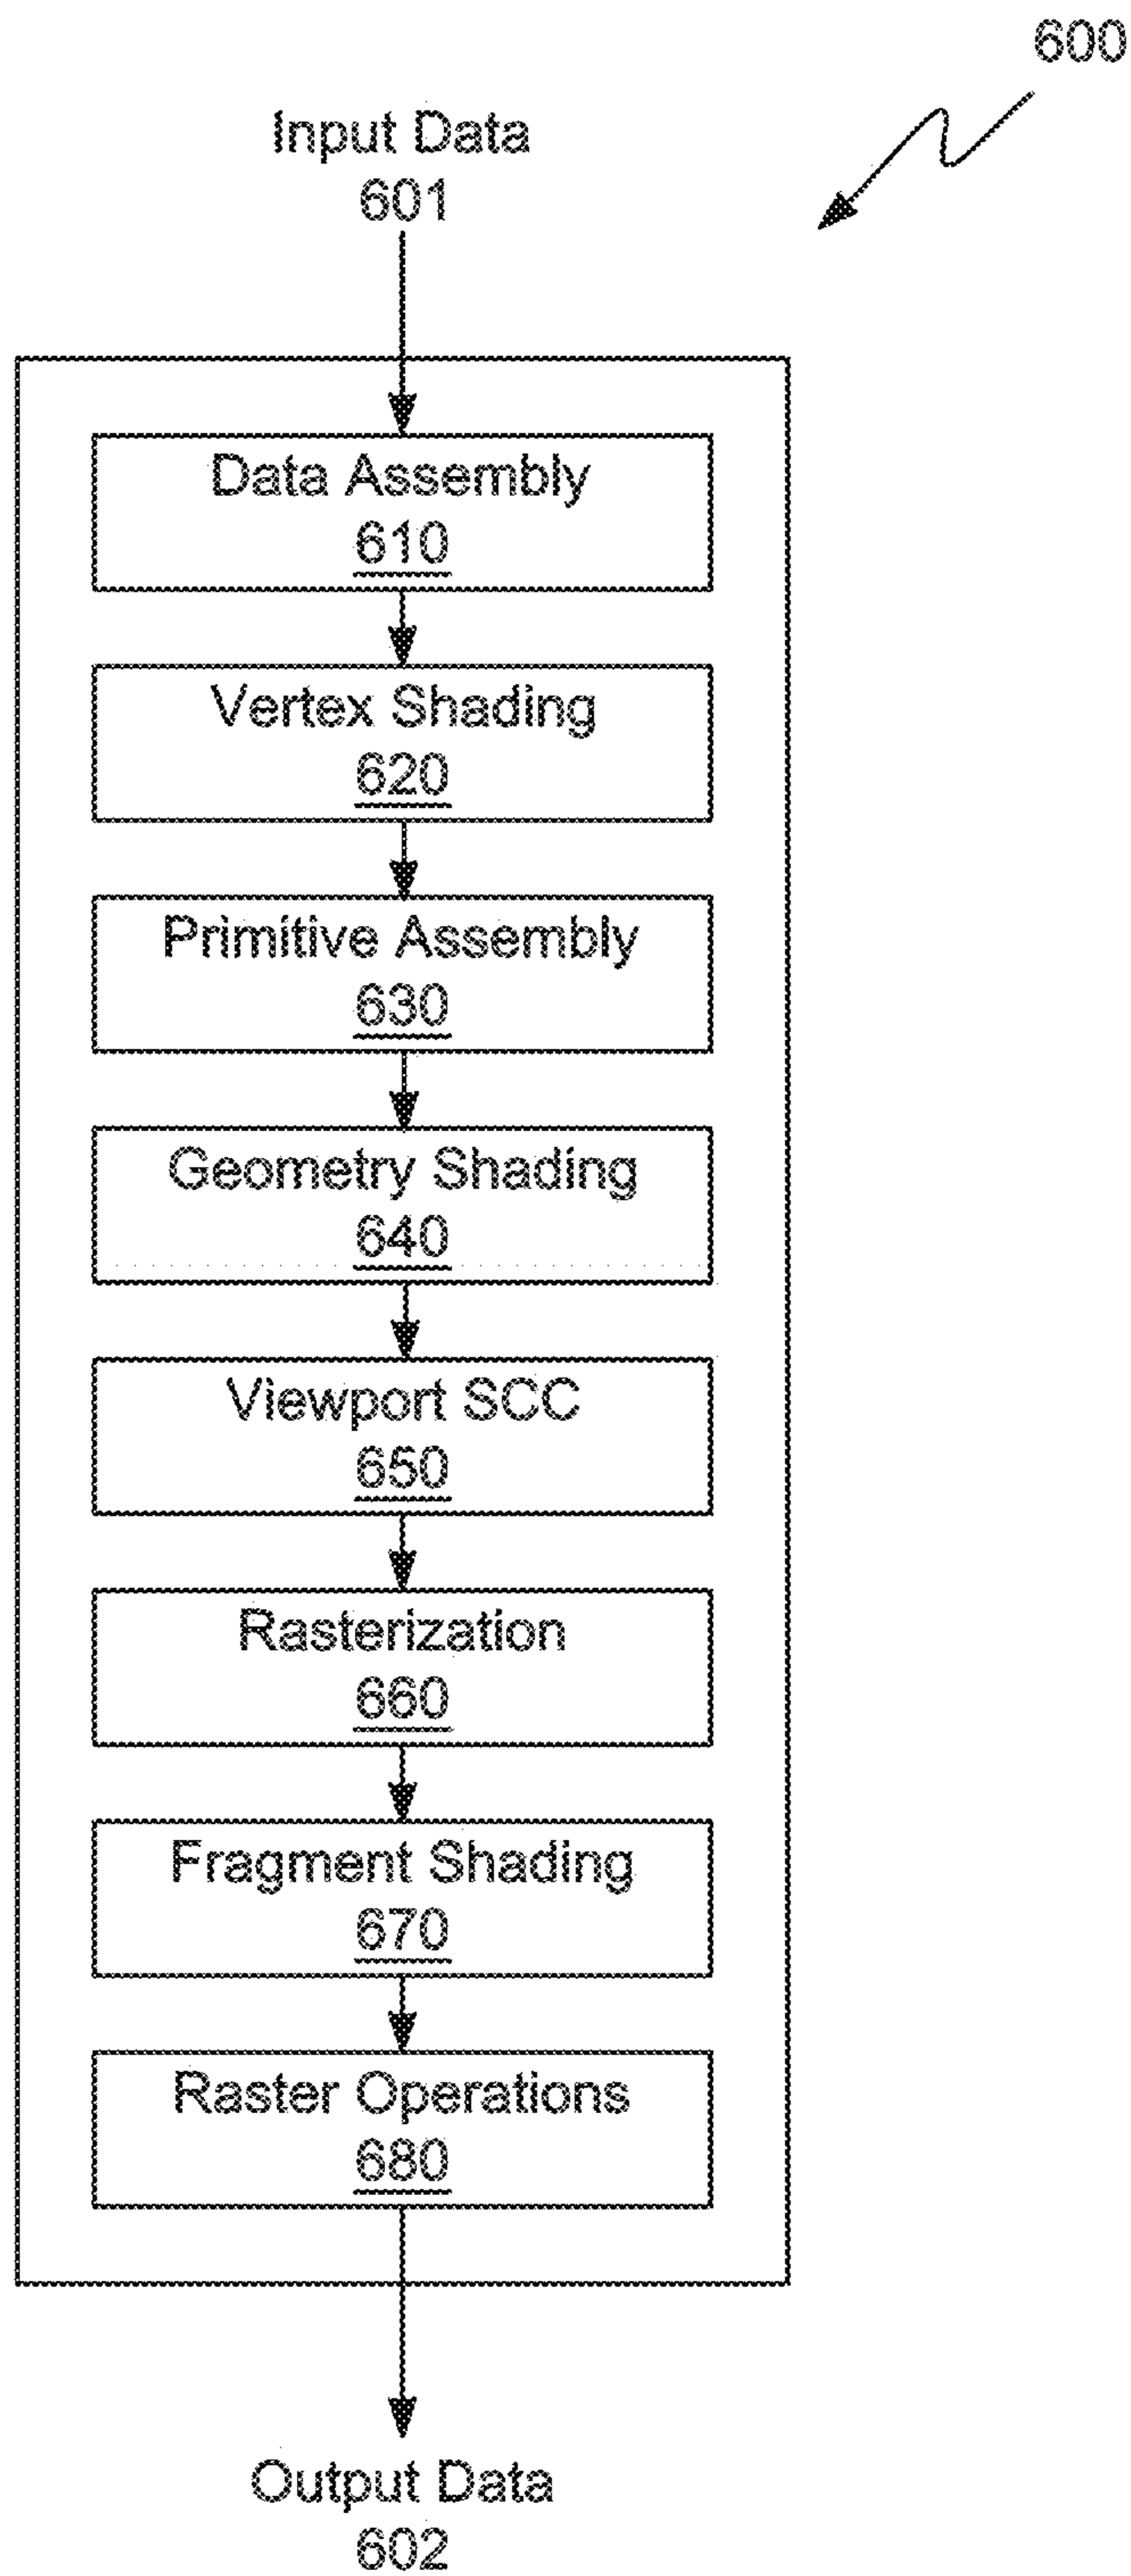 600
Input Data
601
Data Assembly
610
Vertex Shading
620
Primitive Assembly
630
Geometry Shading
640
Viewport SCC
650
Rasterization
660
Fragment Shading
670
Raster Operations
680
Output Data
602